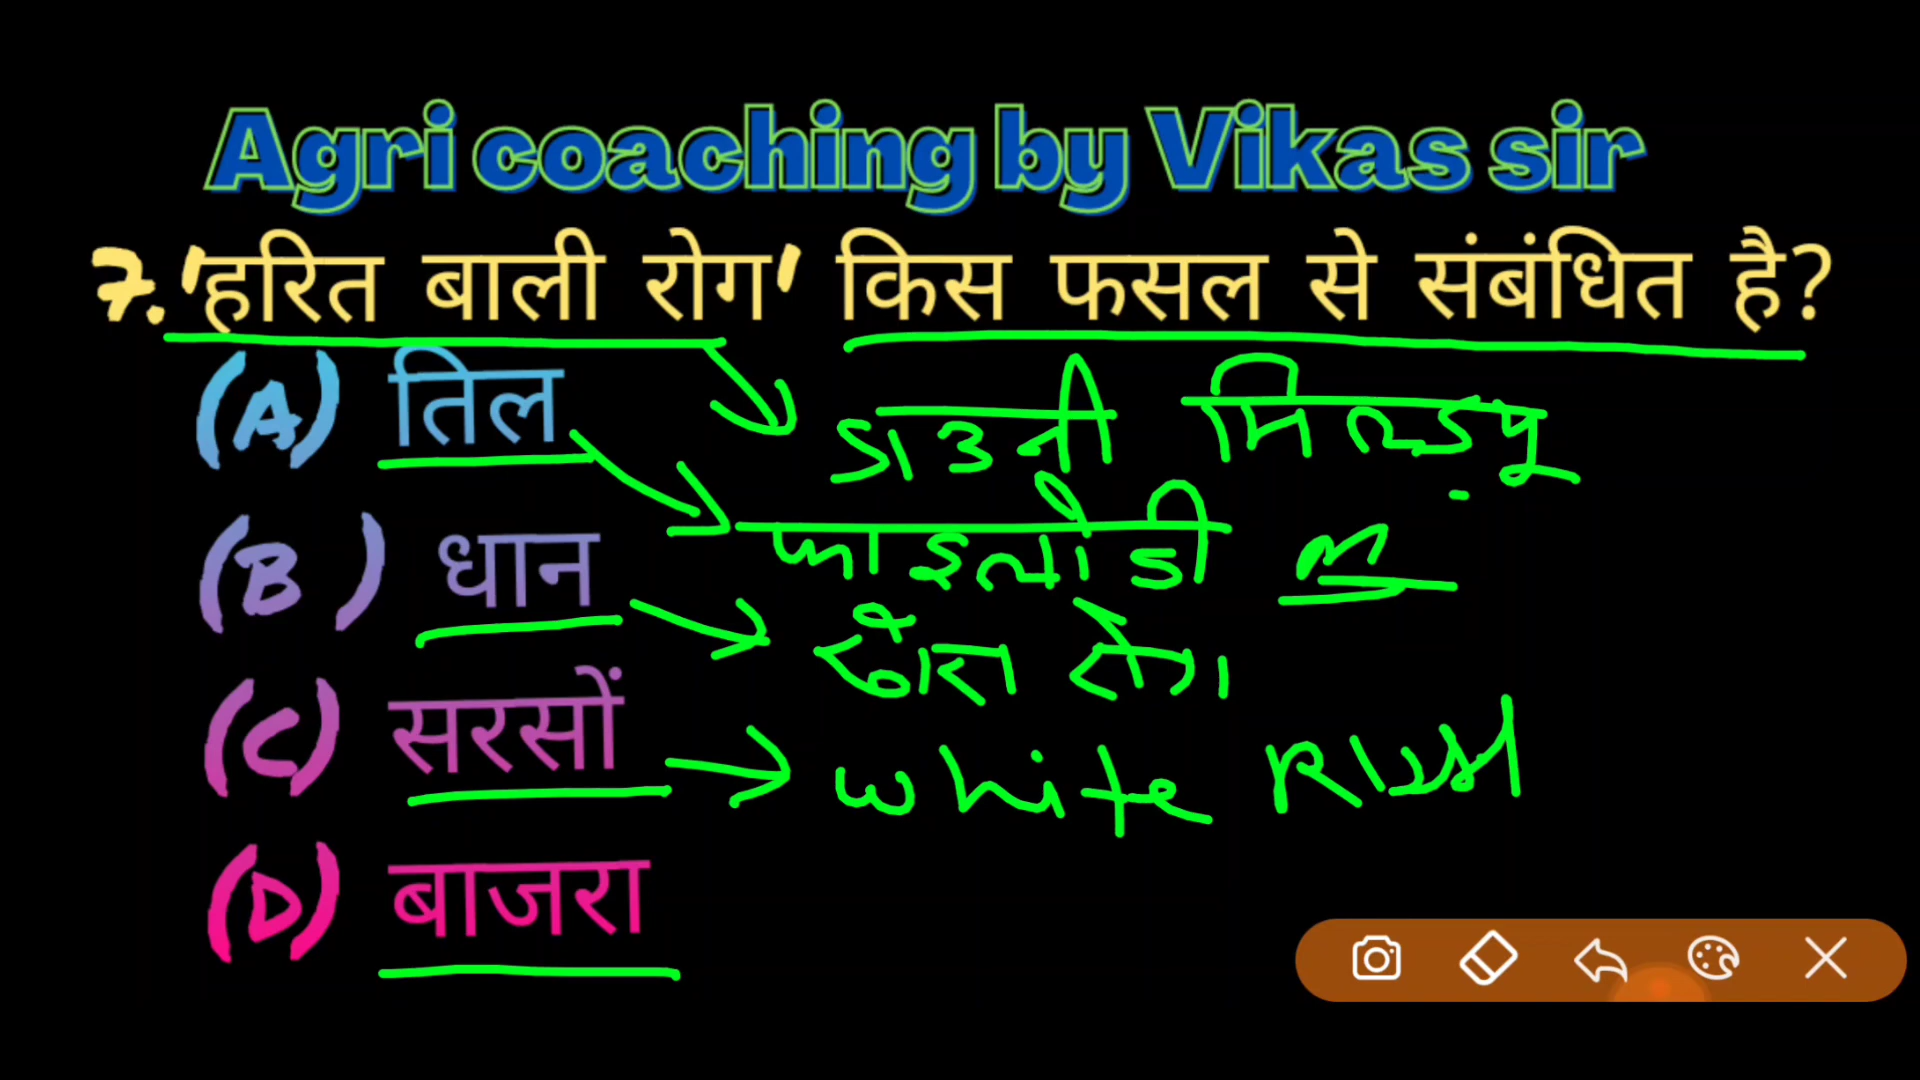 Agri coaching by Vikas sir
7. 'हरित बाली रोग' किस फसल से संबंधित है?
(A) तिल
डाउनी मिल्ड्यू
(B) धान
फाइलोडी
खैरा रोग
(C) सरसों
white Rust
(D) बाजरा